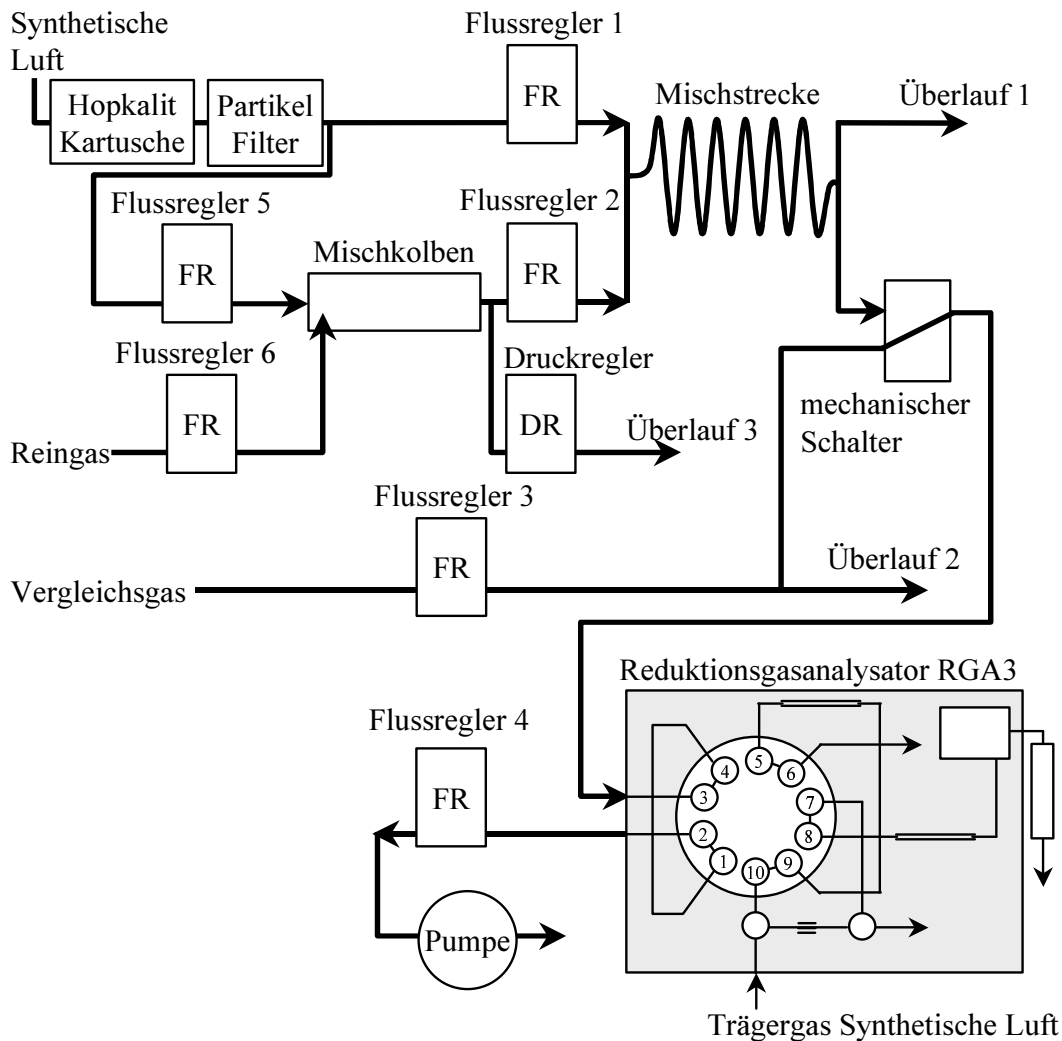 Synthetische
Luft
Hopkalit
Kartusche
Partikel
Filter
Flussregler 1
FR
Mischstrecke
Überlauf 1
Flussregler 5
FR
Mischkolben
Flussregler 2
FR
Flussregler 6
FR
Reingas
Druckregler
DR
Überlauf 3
mechanischer
Schalter
Flussregler 3
FR
Vergleichsgas
Überlauf 2
Reduktionsgasanalysator RGA3
Flussregler 4
FR
Pumpe
4
5
6
3
7
2
8
1
10
9
Trägergas Synthetische Luft